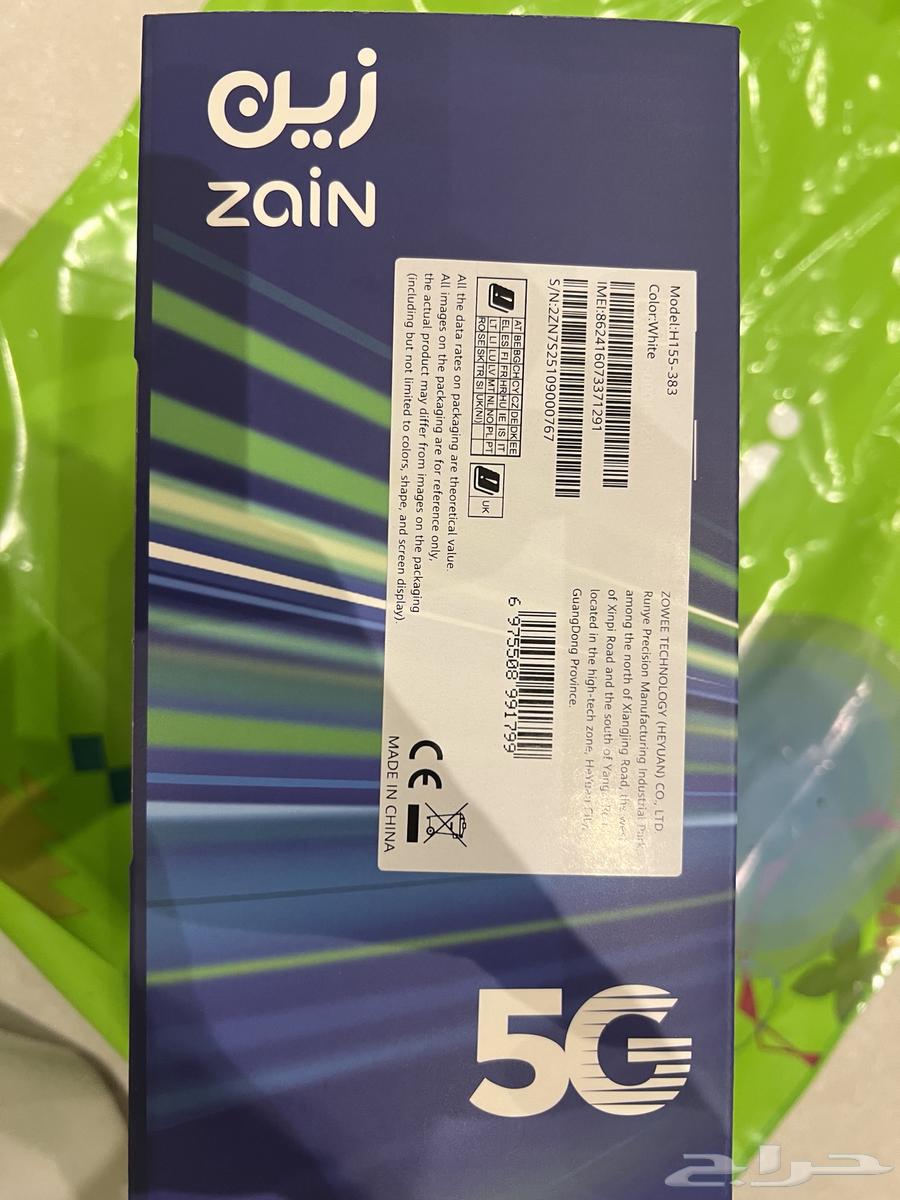 زين
zain
Model:H155-383
Color:White
IMEI:862416073371291
S/N:2ZN7S25109000767
AT BE BG CH CY CZ DE DK EE
EL ES FI FR HR HU IE IS IT
LT LI LU LV MT NL NO PL PT
RO SE SK TR SI UK(NI)
UK
All the data rates on packaging are theoretical value.
All images on the packaging are for reference only,
the actual product may differ from images on the packaging
(including but not limited to colors, shape, and screen display).
ZOWEE TECHNOLOGY (HEYUAN) CO., LTD
Runye Precision Manufacturing Industrial Park,
among the north of Xiangjing Road, the west
of Xinpi Road and the south of
located in the high-tech zone, HeYuan City,
GuangDong Province.
6 975508 991799
CE
MADE IN CHINA
5G
حراج